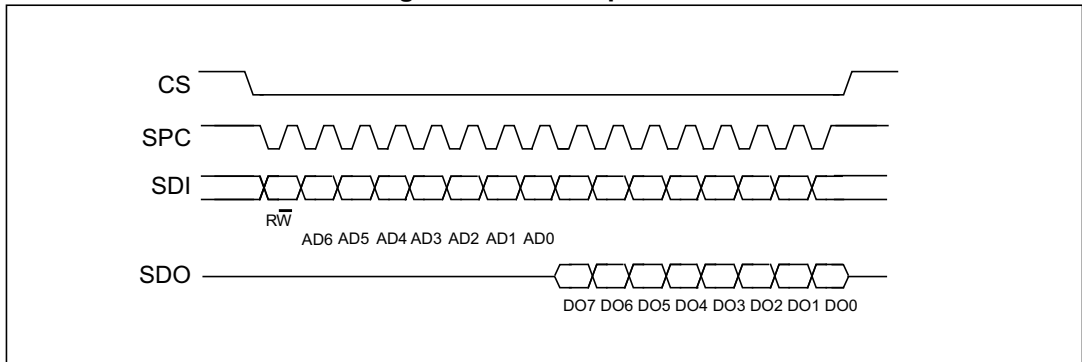 CS
SPC
SDI
RW̅
AD6 AD5 AD4 AD3 AD2 AD1 AD0
SDO
DO7 DO6 DO5 DO4 DO3 DO2 DO1 DO0